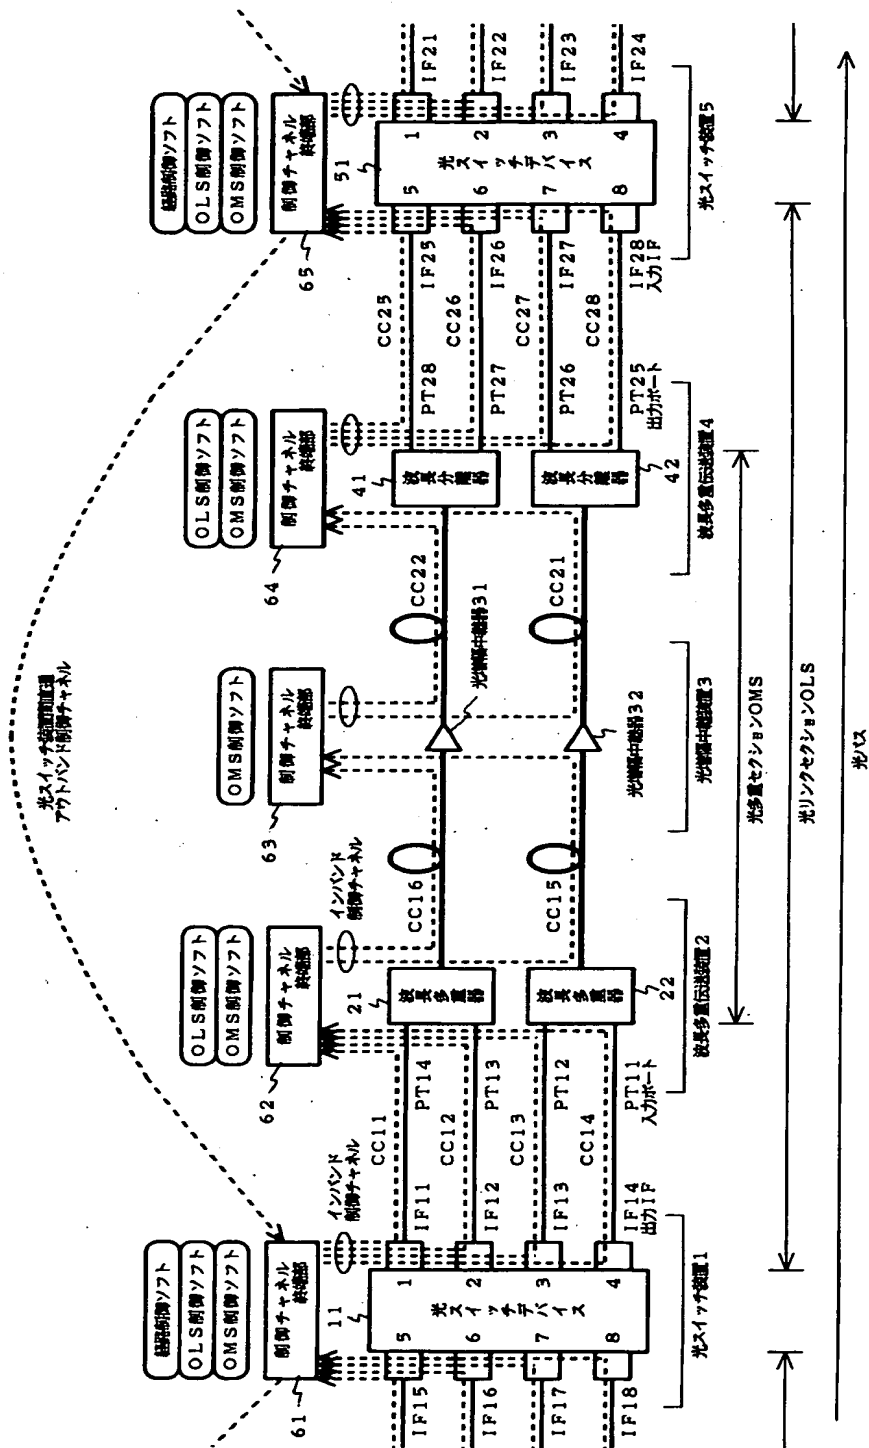 光スイッチ装置間直通
アウトバンド制御チャネル
経路制御ソフト
OLS制御ソフト
OMS制御ソフト
制御チャネル
終端部
61
インバンド
制御チャネル
11
光スイッチデバイス
5
6
7
8
1
2
3
4
IF15
IF16
IF17
IF18
IF11
IF12
IF13
IF14
出力IF
光スイッチ装置1
CC11
CC12
CC13
CC14
OLS制御ソフト
OMS制御ソフト
制御チャネル
終端部
62
インバンド
制御チャネル
PT14
PT13
PT12
PT11
入力ポート
21
波長多重器
22
波長多重器
波長多重伝送装置2
CC16
CC15
OMS制御ソフト
制御チャネル
終端部
63
光増幅中継器31
光増幅中継器32
光増幅中継装置3
CC22
CC21
OLS制御ソフト
OMS制御ソフト
制御チャネル
終端部
64
41
波長分離器
42
波長分離器
PT28
PT27
PT26
PT25
出力ポート
波長多重伝送装置4
CC25
CC26
CC27
CC28
経路制御ソフト
OLS制御ソフト
OMS制御ソフト
制御チャネル
終端部
65
51
光スイッチデバイス
5
6
7
8
1
2
3
4
IF25
IF26
IF27
IF28
入力IF
IF21
IF22
IF23
IF24
光スイッチ装置5
光多重セクションOMS
光リンクセクションOLS
光パス